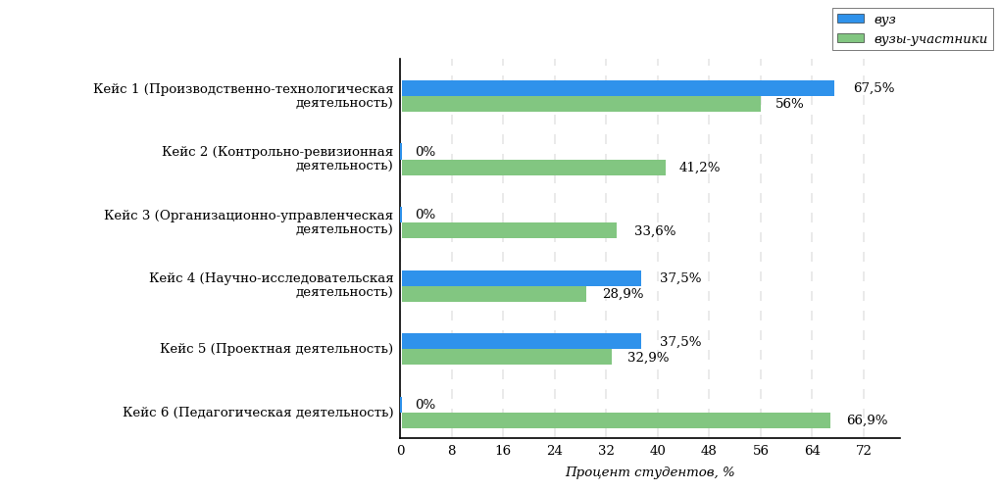 вуз
вузы-участники
Кейс 1 (Производственно-технологическая
деятельность)
67,5%
56%
Кейс 2 (Контрольно-ревизионная
деятельность)
0%
41,2%
Кейс 3 (Организационно-управленческая
деятельность)
0%
33,6%
Кейс 4 (Научно-исследовательская
деятельность)
37,5%
28,9%
Кейс 5 (Проектная деятельность)
37,5%
32,9%
Кейс 6 (Педагогическая деятельность)
0%
66,9%
0 8 16 24 32 40 48 56 64 72
Процент студентов, %